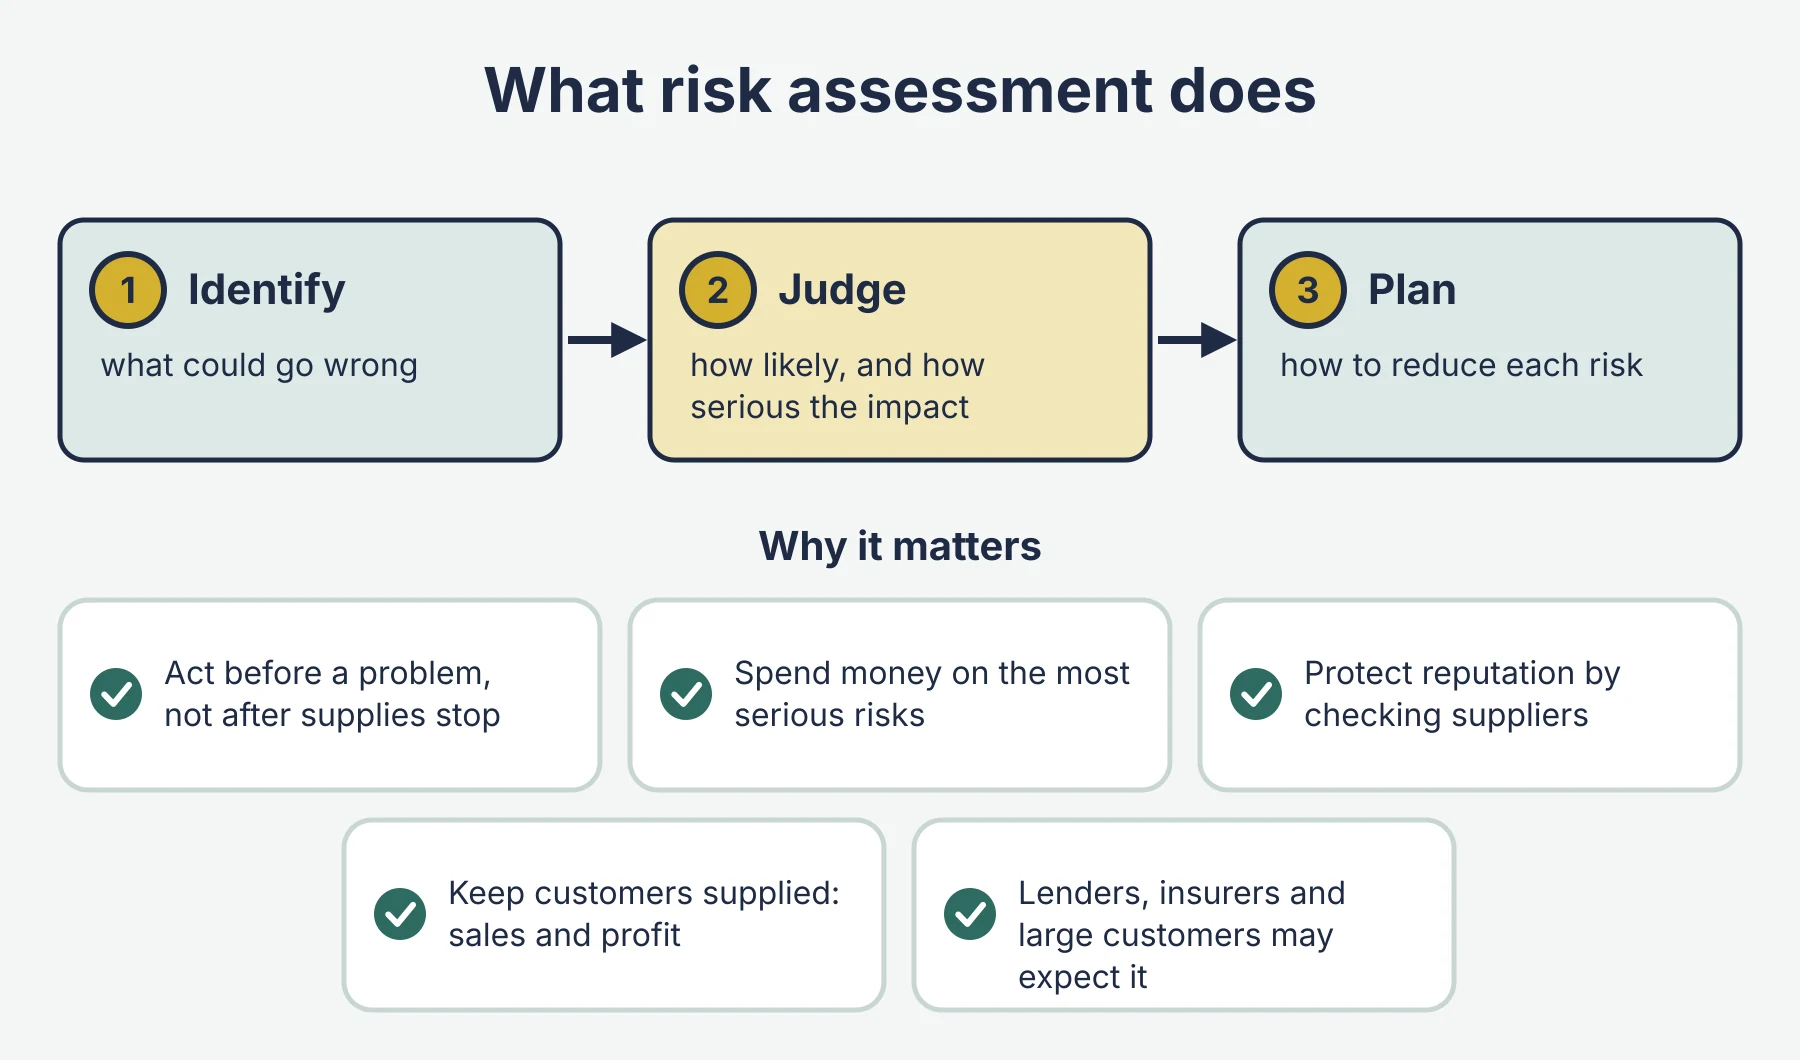 What risk assessment does
1 Identify
what could go wrong
2 Judge
how likely, and how
serious the impact
3 Plan
how to reduce each risk
Why it matters
Act before a problem,
not after supplies stop
Spend money on the most
serious risks
Protect reputation by
checking suppliers
Keep customers supplied:
sales and profit
Lenders, insurers and
large customers may
expect it